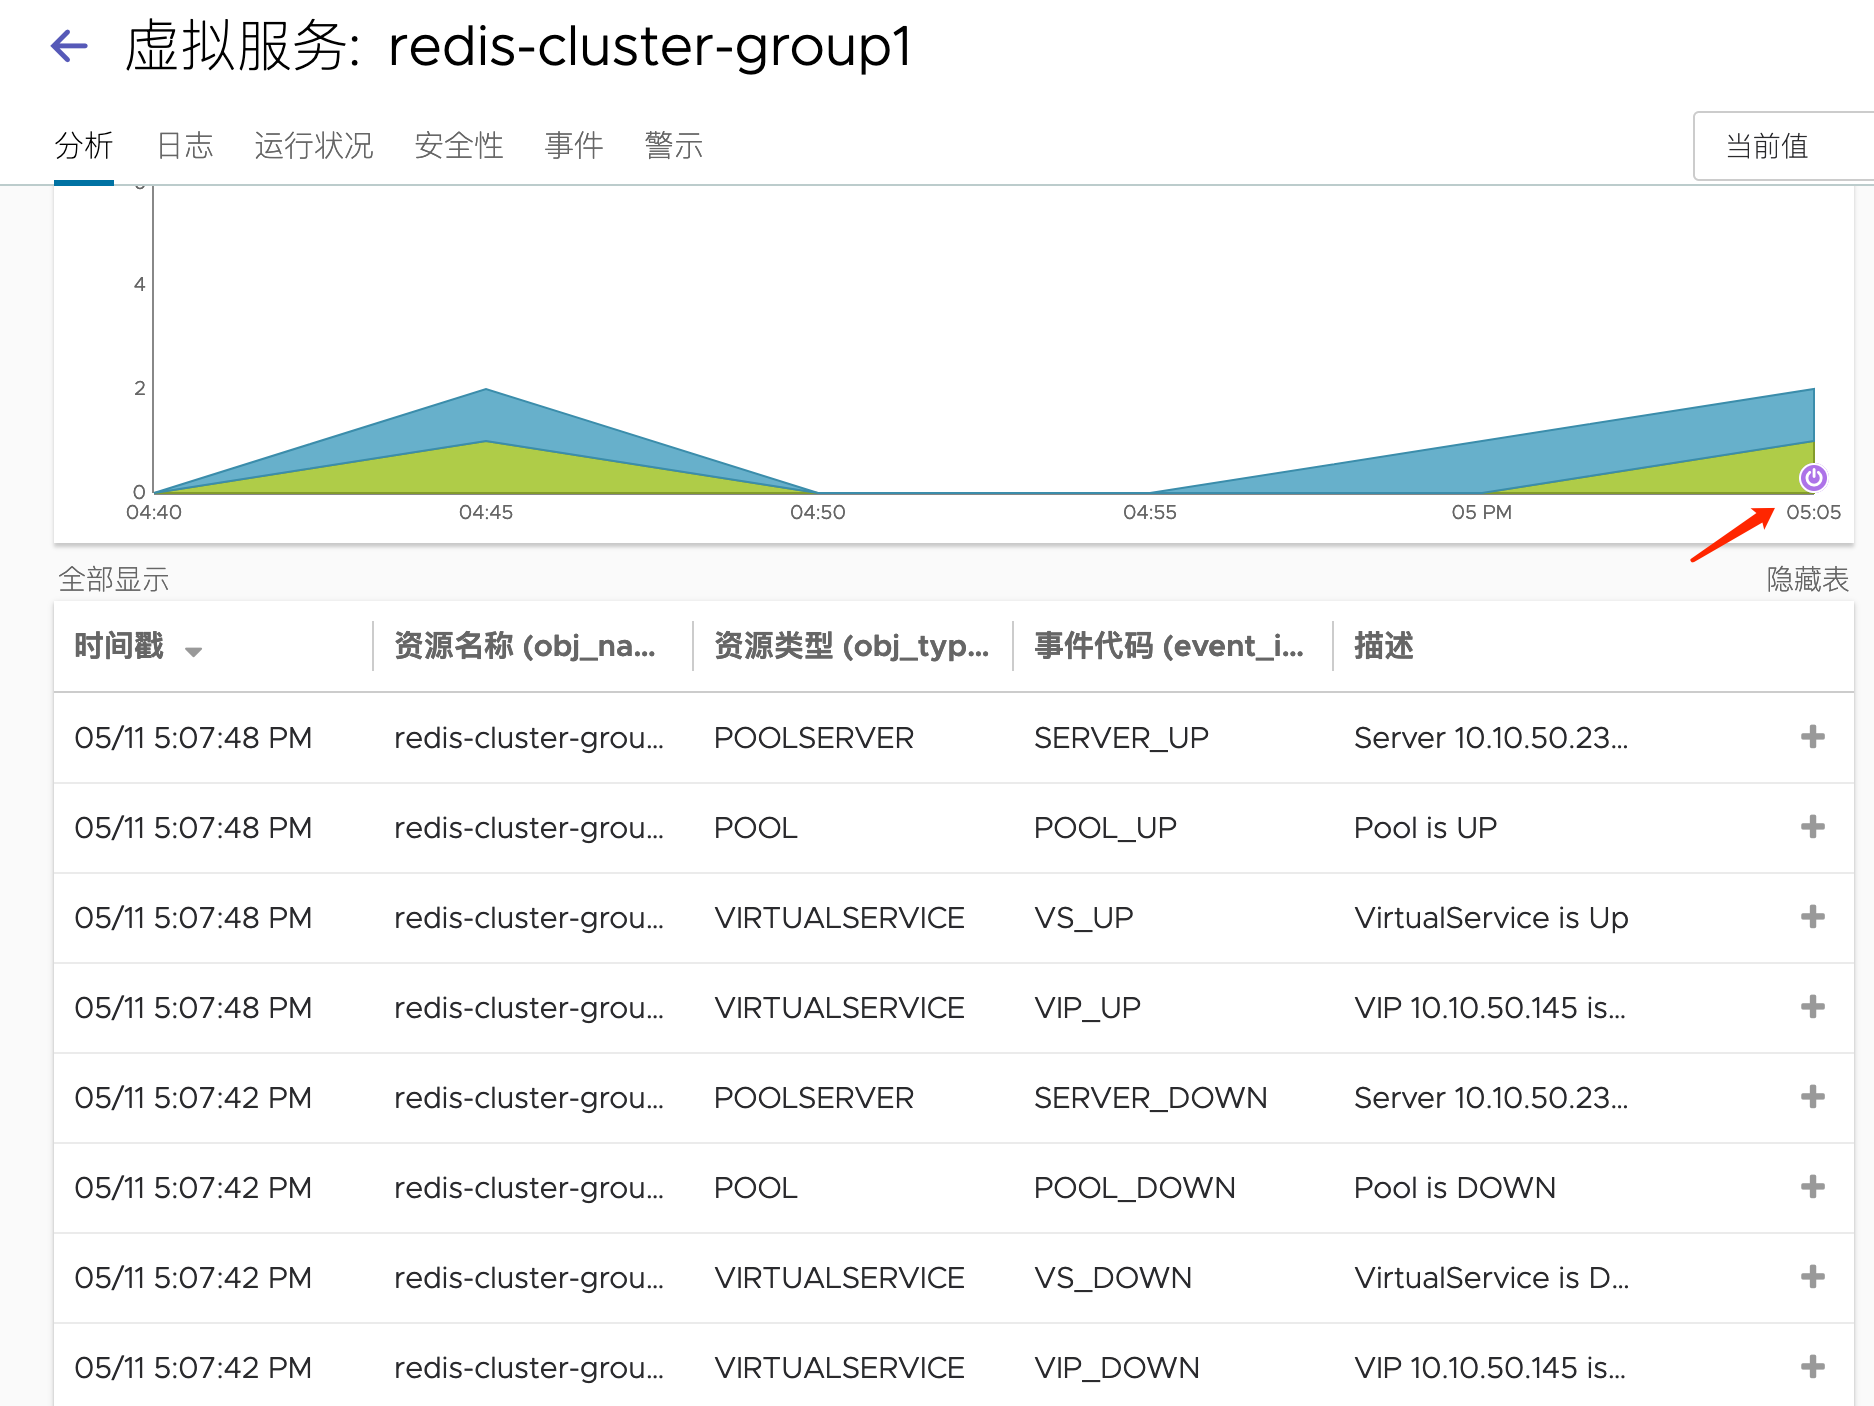 虚拟服务: redis-cluster-group1
分析 日志 运行状况 安全性 事件 警示 当前值
4
2
0
04:40 04:45 04:50 04:55 05 PM 05:05
全部显示 隐藏表
时间戳 资源名称 (obj_na... 资源类型 (obj_typ... 事件代码 (event_i... 描述
05/11 5:07:48 PM redis-cluster-grou... POOLSERVER SERVER_UP Server 10.10.50.23...
05/11 5:07:48 PM redis-cluster-grou... POOL POOL_UP Pool is UP
05/11 5:07:48 PM redis-cluster-grou... VIRTUALSERVICE VS_UP VirtualService is Up
05/11 5:07:48 PM redis-cluster-grou... VIRTUALSERVICE VIP_UP VIP 10.10.50.145 is...
05/11 5:07:42 PM redis-cluster-grou... POOLSERVER SERVER_DOWN Server 10.10.50.23...
05/11 5:07:42 PM redis-cluster-grou... POOL POOL_DOWN Pool is DOWN
05/11 5:07:42 PM redis-cluster-grou... VIRTUALSERVICE VS_DOWN VirtualService is D...
05/11 5:07:42 PM redis-cluster-grou... VIRTUALSERVICE VIP_DOWN VIP 10.10.50.145 is...